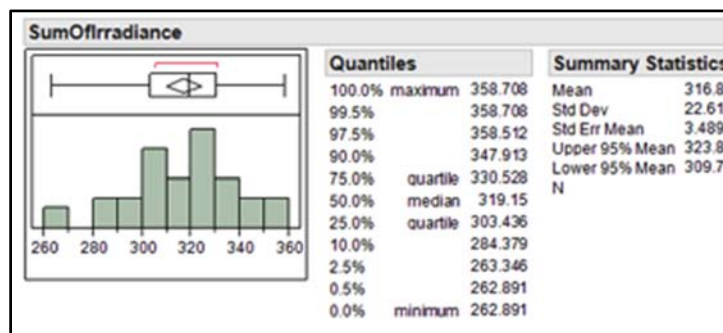 SumOfIrradiance
260 280 300 320 340 360
Quantiles
100.0% maximum 358.708
99.5% 358.708
97.5% 358.512
90.0% 347.913
75.0% quartile 330.528
50.0% median 319.15
25.0% quartile 303.436
10.0% 284.379
2.5% 263.346
0.5% 262.891
0.0% minimum 262.891
Summary Statistics
Mean 316.8
Std Dev 22.61
Std Err Mean 3.489
Upper 95% Mean 323.8
Lower 95% Mean 309.7
N